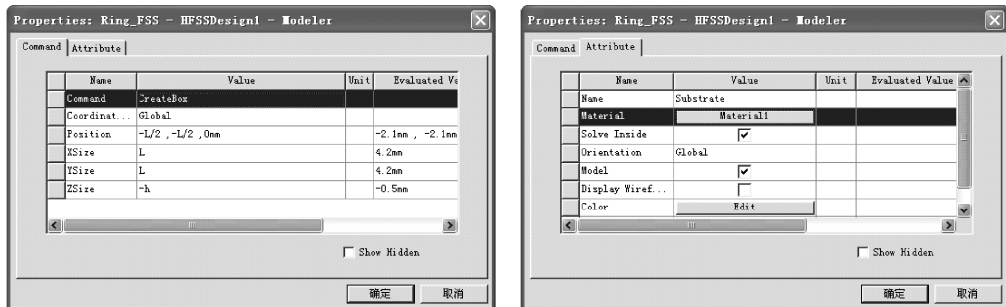 Properties: Ring_FSS - HFSSDesign1 - Modeler
Command Attribute
Name Value Unit Evaluated Va
Command CreateBox
Coordinat... Global
Position -L/2 ,-L/2 ,0mm -2.1mm , -2.1mm
XSize L 4.2mm
YSize L 4.2mm
ZSize -h -0.5mm
Show Hidden
确定 取消
Properties: Ring_FSS - HFSSDesign1 - Modeler
Command Attribute
Name Value Unit Evaluated Value
Name Substrate
Material Material1
Solve Inside
Orientation Global
Model
Display Wiref...
Color Edit
Show Hidden
确定 取消